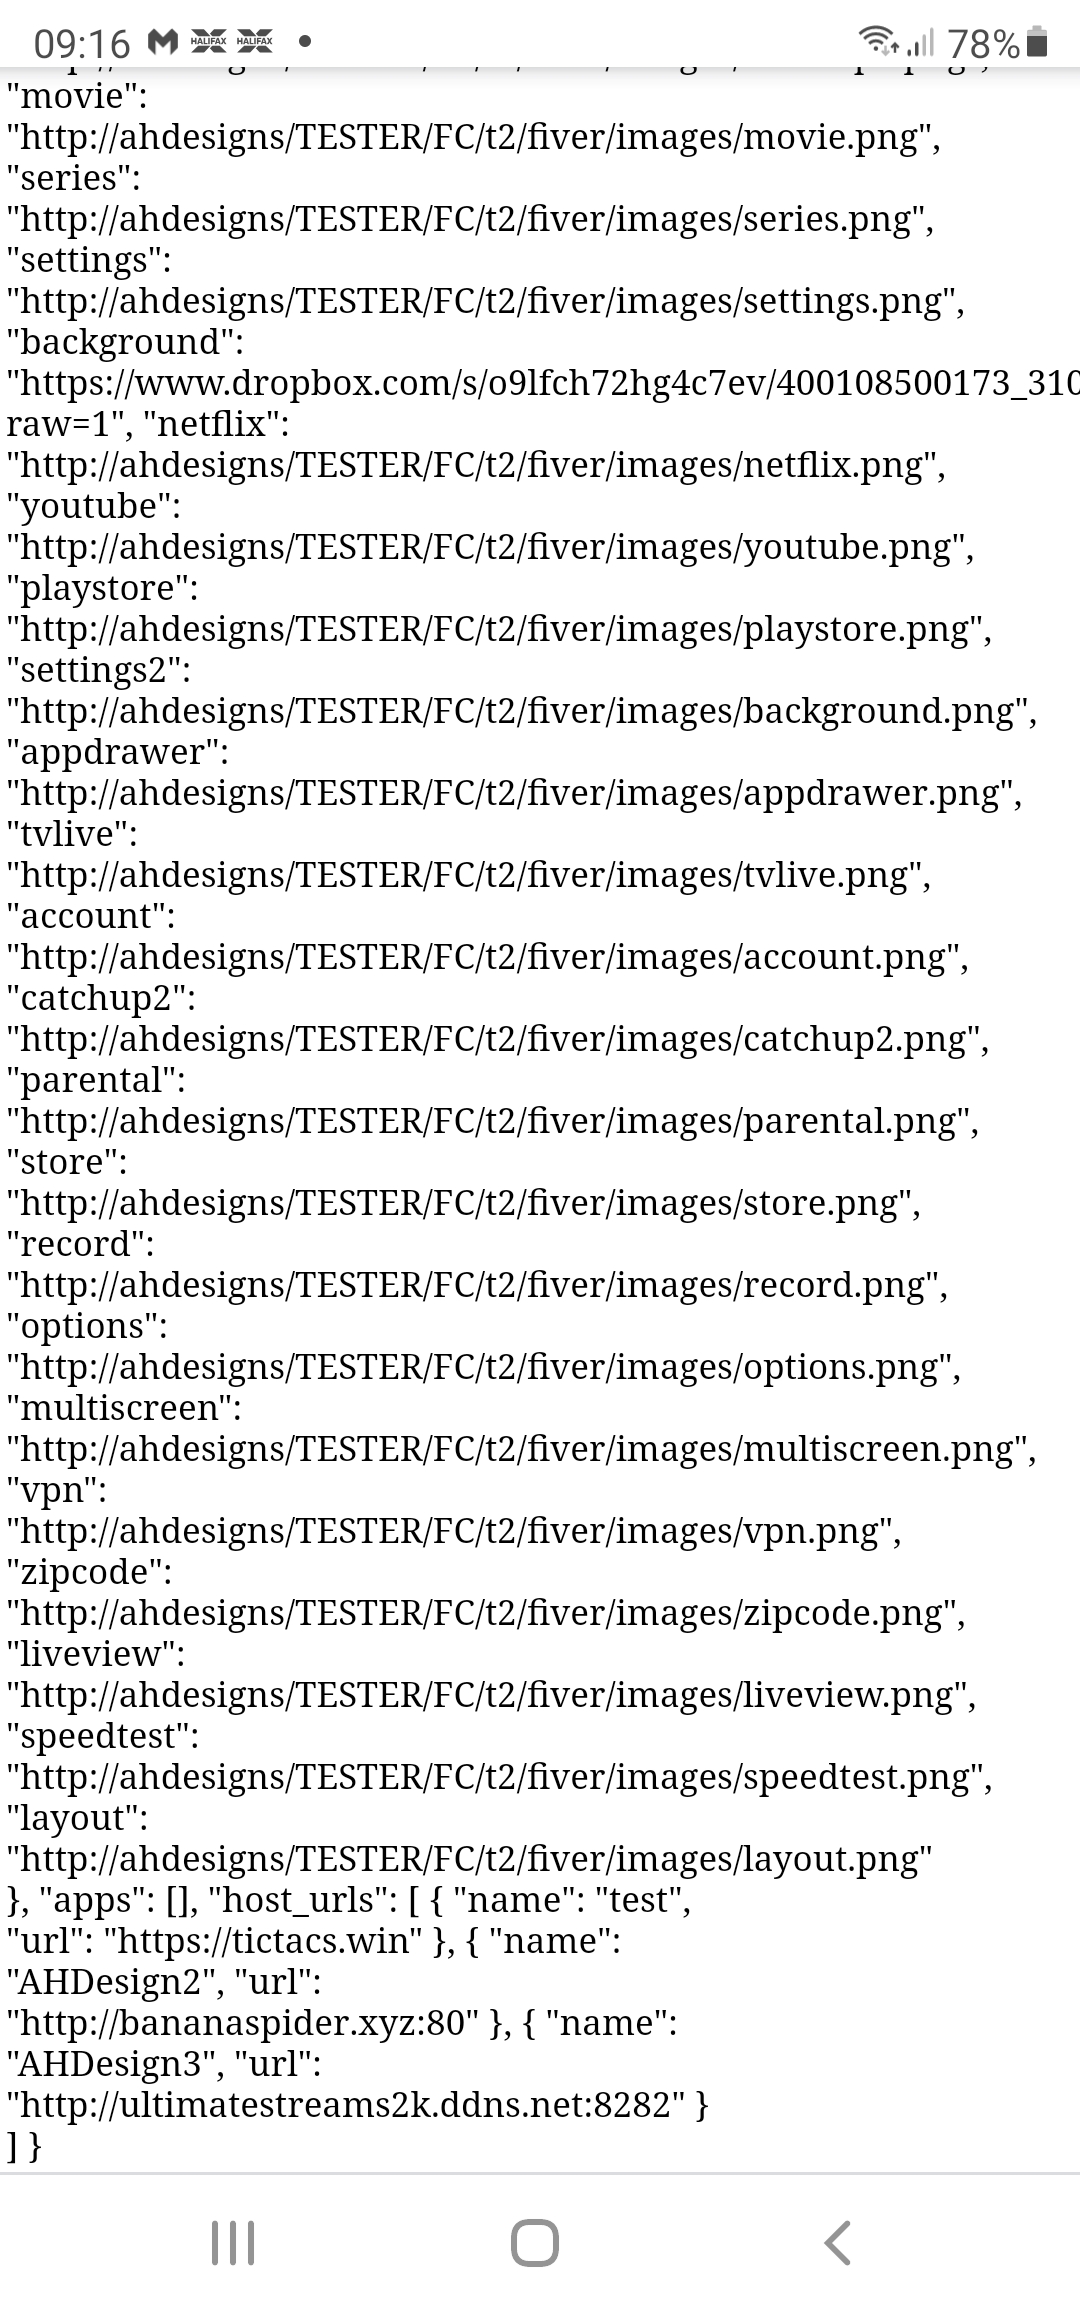 09:16 HALIFAX HALIFAX 78%
"movie":
"http://ahdesigns/TESTER/FC/t2/fiver/images/movie.png",
"series":
"http://ahdesigns/TESTER/FC/t2/fiver/images/series.png",
"settings":
"http://ahdesigns/TESTER/FC/t2/fiver/images/settings.png",
"background":
"https://www.dropbox.com/s/o9lfch72hg4c7ev/400108500173_310
raw=1", "netflix":
"http://ahdesigns/TESTER/FC/t2/fiver/images/netflix.png",
"youtube":
"http://ahdesigns/TESTER/FC/t2/fiver/images/youtube.png",
"playstore":
"http://ahdesigns/TESTER/FC/t2/fiver/images/playstore.png",
"settings2":
"http://ahdesigns/TESTER/FC/t2/fiver/images/background.png",
"appdrawer":
"http://ahdesigns/TESTER/FC/t2/fiver/images/appdrawer.png",
"tvlive":
"http://ahdesigns/TESTER/FC/t2/fiver/images/tvlive.png",
"account":
"http://ahdesigns/TESTER/FC/t2/fiver/images/account.png",
"catchup2":
"http://ahdesigns/TESTER/FC/t2/fiver/images/catchup2.png",
"parental":
"http://ahdesigns/TESTER/FC/t2/fiver/images/parental.png",
"store":
"http://ahdesigns/TESTER/FC/t2/fiver/images/store.png",
"record":
"http://ahdesigns/TESTER/FC/t2/fiver/images/record.png",
"options":
"http://ahdesigns/TESTER/FC/t2/fiver/images/options.png",
"multiscreen":
"http://ahdesigns/TESTER/FC/t2/fiver/images/multiscreen.png",
"vpn":
"http://ahdesigns/TESTER/FC/t2/fiver/images/vpn.png",
"zipcode":
"http://ahdesigns/TESTER/FC/t2/fiver/images/zipcode.png",
"liveview":
"http://ahdesigns/TESTER/FC/t2/fiver/images/liveview.png",
"speedtest":
"http://ahdesigns/TESTER/FC/t2/fiver/images/speedtest.png",
"layout":
"http://ahdesigns/TESTER/FC/t2/fiver/images/layout.png"
}, "apps": [], "host_urls": [ { "name": "test",
"url": "https://tictacs.win" }, { "name":
"AHDesign2", "url":
"http://bananaspider.xyz:80" }, { "name":
"AHDesign3", "url":
"http://ultimatestreams2k.ddns.net:8282" }
] }